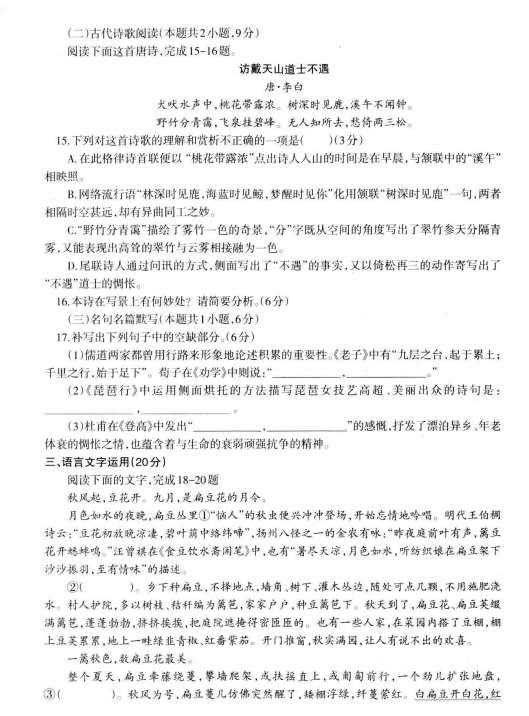 (二)古代诗歌阅读(本题共2小题,9分)
阅读下面这首唐诗,完成15-16题。
访戴天山道士不遇
唐·李白
犬吠水声中,桃花带露浓。树深时见鹿,溪午不闻钟。
野竹分青霭,飞泉挂碧峰。无人知所去,愁倚两三松。
15.下列对这首诗歌的理解和赏析不正确的一项是(  )(3分)
A.在此格律诗首联便以“桃花带露浓”点出诗人入山的时间是在早晨,与颔联中的“溪午”
相映照。
B.网络流行语“林深时见鹿,海蓝时见鲸,梦醒时见你”化用颔联“树深时见鹿”一句,两者
相隔时空甚远,却有异曲同工之妙。
C.“野竹分青霭”描绘了雾竹一色的奇景,“分”字既从空间的角度写出了翠竹参天分隔青
雾,又能表现出高耸的翠竹与云雾相接融为一色。
D.尾联诗人通过问讯的方式,侧面写出了“不遇”的事实,又以倚松再三的动作寄写出了
“不遇”道士的惆怅。
16.本诗在写景上有何妙处?请简要分析。(6分)
(三)名句名篇默写(本题共1小题,6分)
17.补写出下列句子中的空缺部分。(6分)
(1)儒道两家都曾用行路来形象地论述积累的重要性。《老子》中有“九层之台,起于累土;
千里之行,始于足下”。荀子在《劝学》中则说:“____________,____________。”
(2)《琵琶行》中运用侧面烘托的方法描写琵琶女技艺高超、美丽出众的诗句是:
____________,____________。
(3)杜甫在《登高》中发出“____________,____________”的感慨,抒发了漂泊异乡、年老
体衰的惆怅之情,也蕴含着与生命的衰弱顽强抗争的精神。
三、语言文字运用(20分)
阅读下面的文字,完成18-20题
秋风起,豆花开。九月,是扁豆花的月令。
月色如水的夜晚,扁豆丛里①“恼人”的秋虫便兴冲冲登场,开始忘情地吟唱。明代王伯稠
诗云:“豆花初放晚凉凄,碧叶荫中络纬啼”,扬州八怪之一的金农有咏:“昨夜庭前叶有声,篱豆
花开蟋蟀鸣。”汪曾祺在《食豆饮水斋闲笔》中,也有“暑尽天凉,月色如水,听纺织娘在扁豆架下
沙沙振羽,至有情味”的描述。
②(   )。乡下种扁豆,不择地点,墙角、树下、灌木丛边,随处可点几颗,不用施肥浇
水。村人护院,多以树枝、秸秆编为篱笆,家家户户,种豆篱笆下。秋天到了,扁豆花、扁豆荚缀
满篱笆,蓬蓬勃勃,挤挤挨挨,把庭院遮掩得密匝匝的。也有一些人家,在菜园内搭了豆棚,棚
上豆荚累累,地上一畦绿韭青椒、红番紫茄。开门推窗,秋实满园,让人有说不出的欢喜。
一篱秋色,数扁豆花最美。
整个夏天,扁豆牵藤绕蔓,攀墙爬架,或扶摇直上,或匍匐前行,一个劲儿扩张地盘,
③(   )。秋风为号,扁豆蔓儿仿佛突然醒了,矮棚浮绿,纤蔓萦红。白扁豆开白花,红